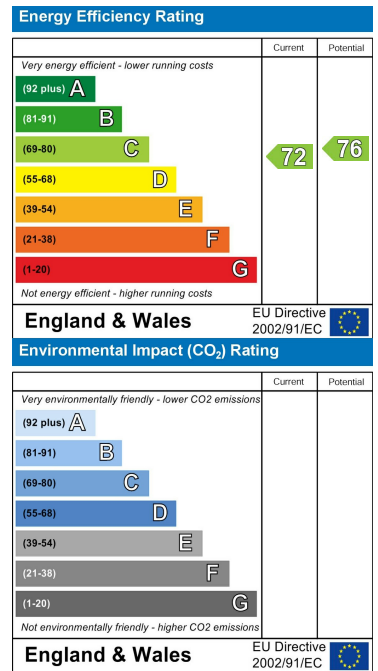 Energy Efficiency Rating
Current Potential
Very energy efficient - lower running costs
(92 plus) A
(81-91) B
(69-80) C
72 76
(55-68) D
(39-54) E
(21-38) F
(1-20) G
Not energy efficient - higher running costs
England & Wales
EU Directive
2002/91/EC
Environmental Impact (CO₂) Rating
Current Potential
Very environmentally friendly - lower CO2 emissions
(92 plus) A
(81-91) B
(69-80) C
(55-68) D
(39-54) E
(21-38) F
(1-20) G
Not environmentally friendly - higher CO2 emissions
England & Wales
EU Directive
2002/91/EC